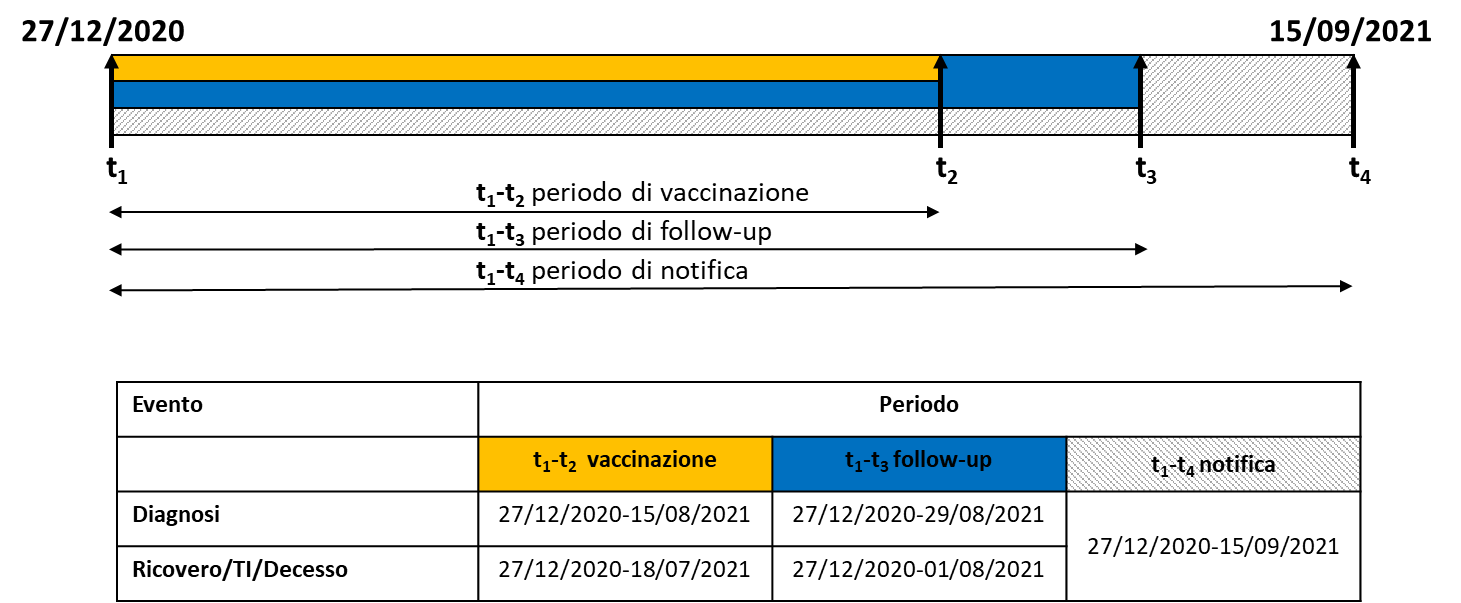 27/12/2020 15/09/2021
t1 t2 t3 t4
t1-t2 periodo di vaccinazione
t1-t3 periodo di follow-up
t1-t4 periodo di notifica
Evento Periodo
t1-t2 vaccinazione t1-t3 follow-up t1-t4 notifica
Diagnosi 27/12/2020-15/08/2021 27/12/2020-29/08/2021
27/12/2020-15/09/2021
Ricovero/TI/Decesso 27/12/2020-18/07/2021 27/12/2020-01/08/2021